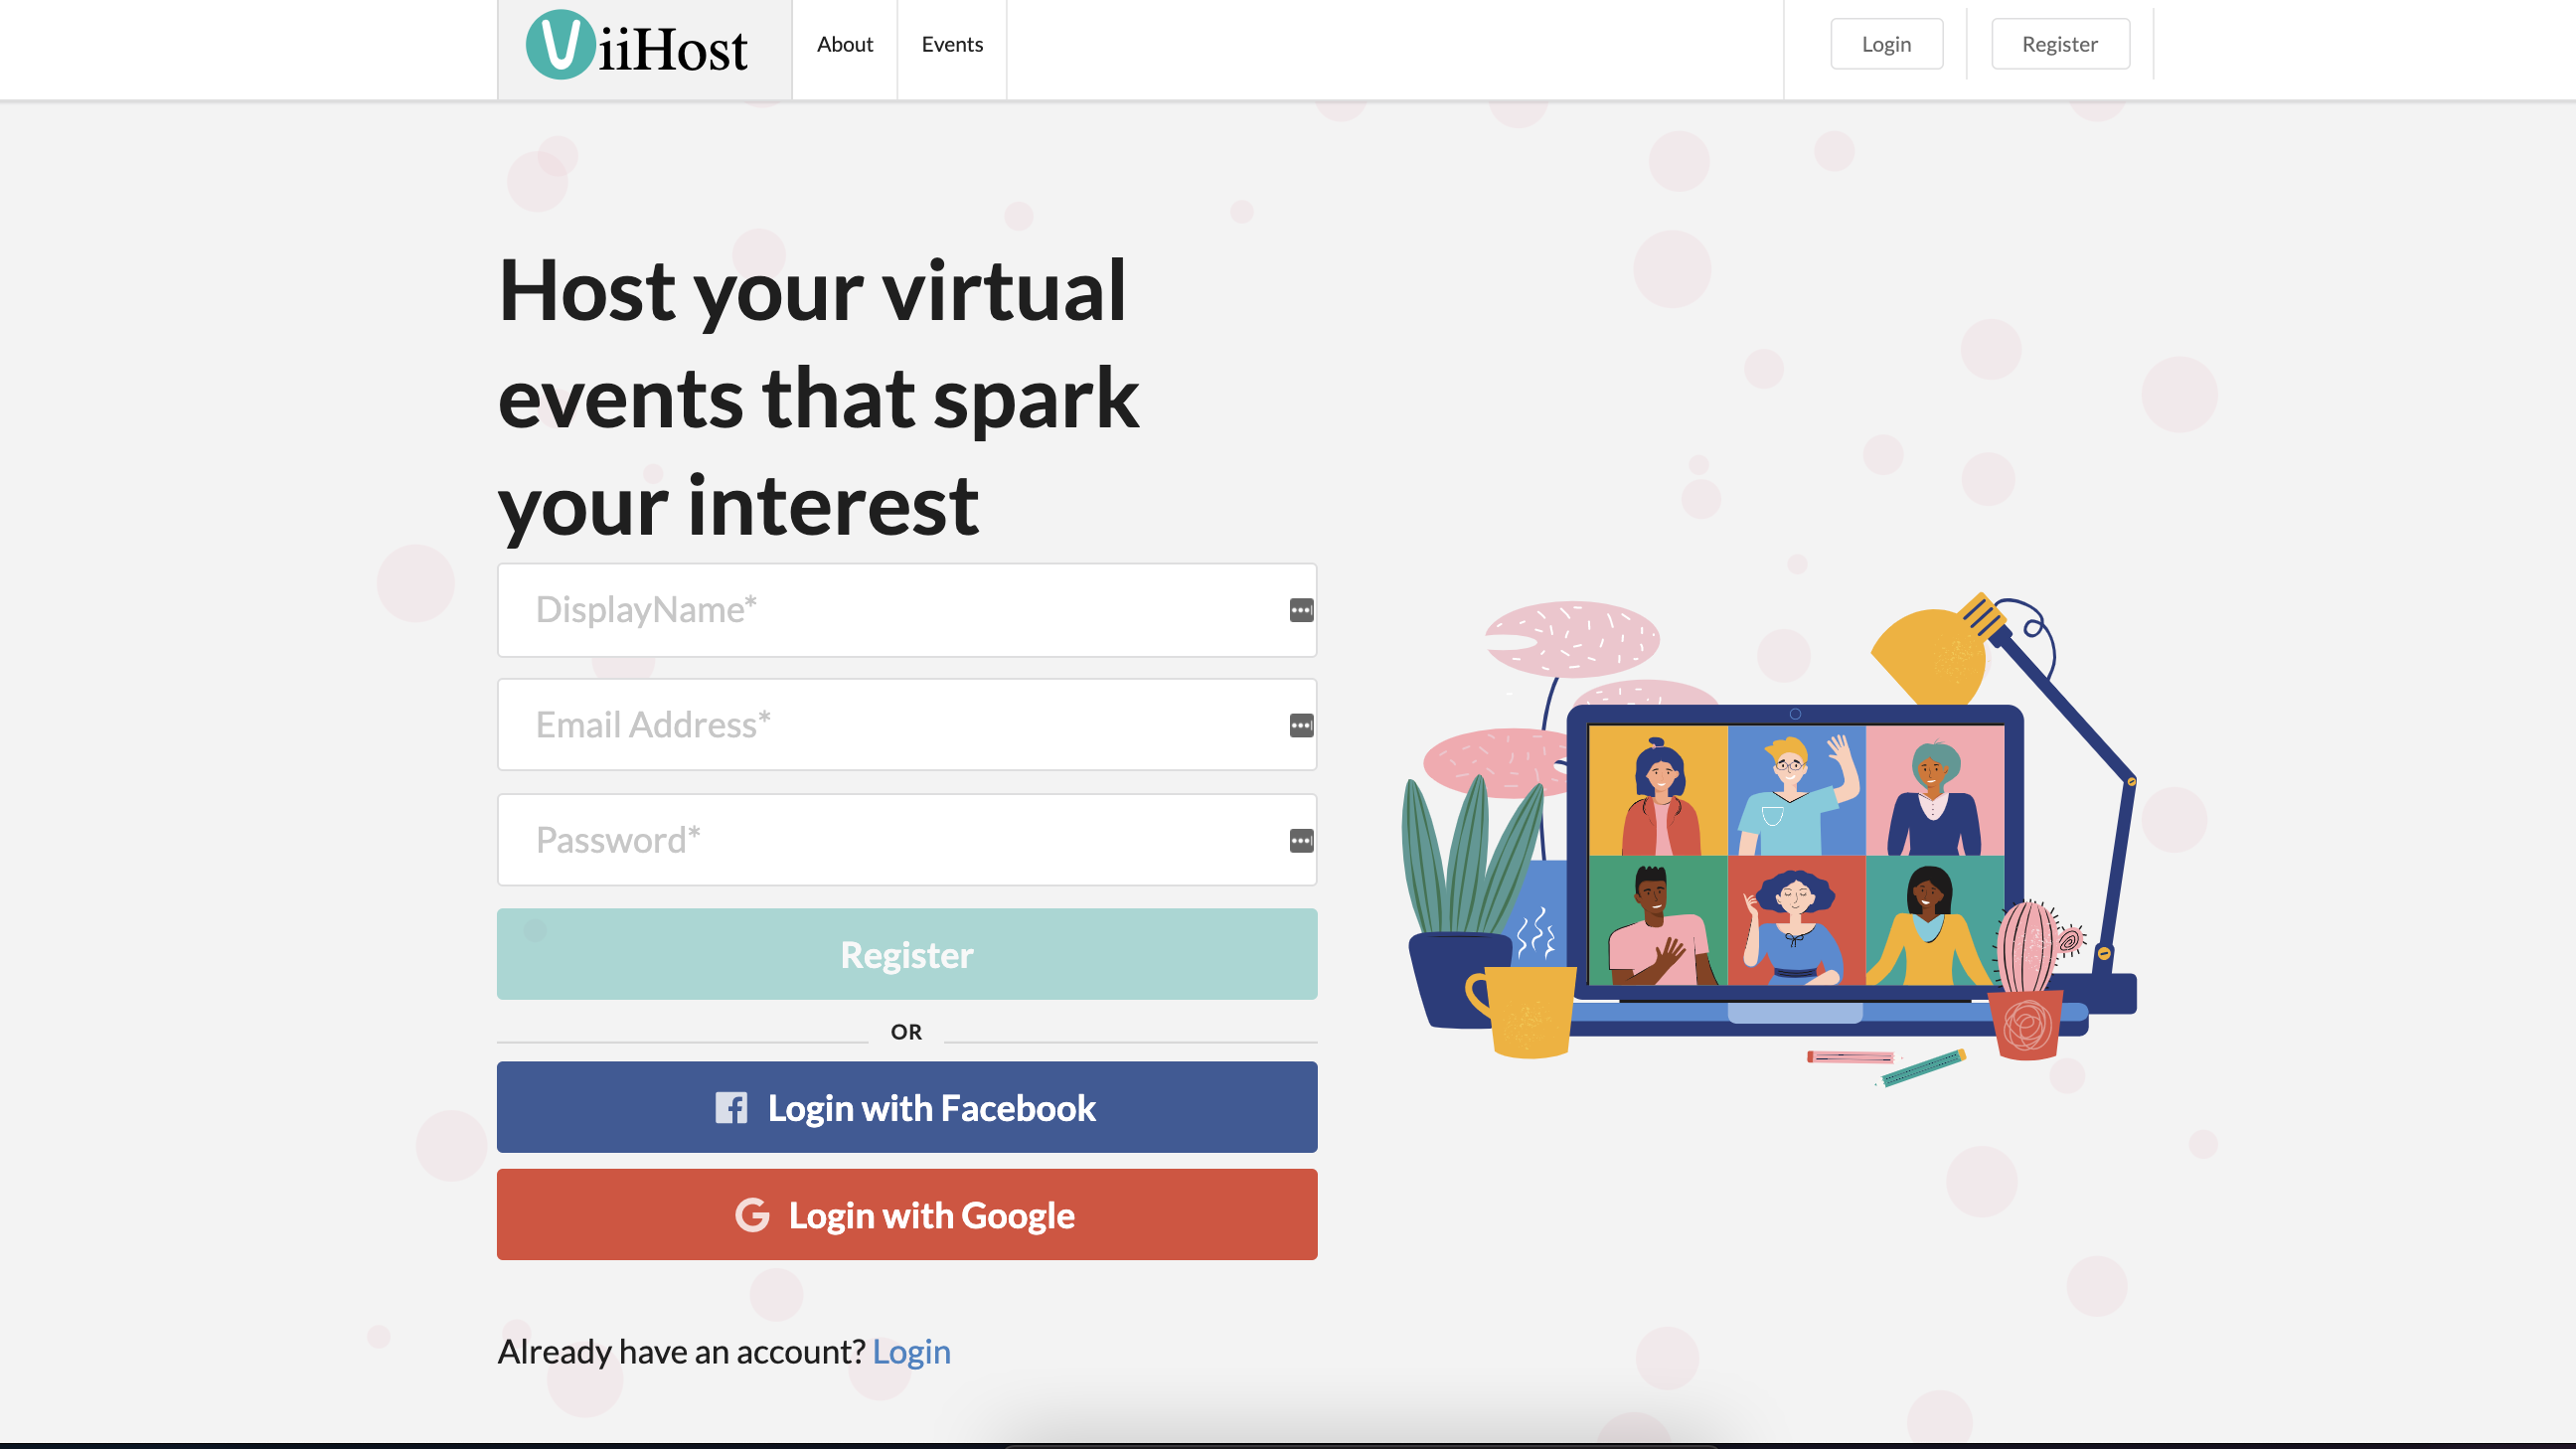 ViiHost
About
Events
Login
Register
Host your virtual
events that spark
your interest
DisplayName*
Email Address*
Password*
Register
OR
Login with Facebook
Login with Google
Already have an account? Login